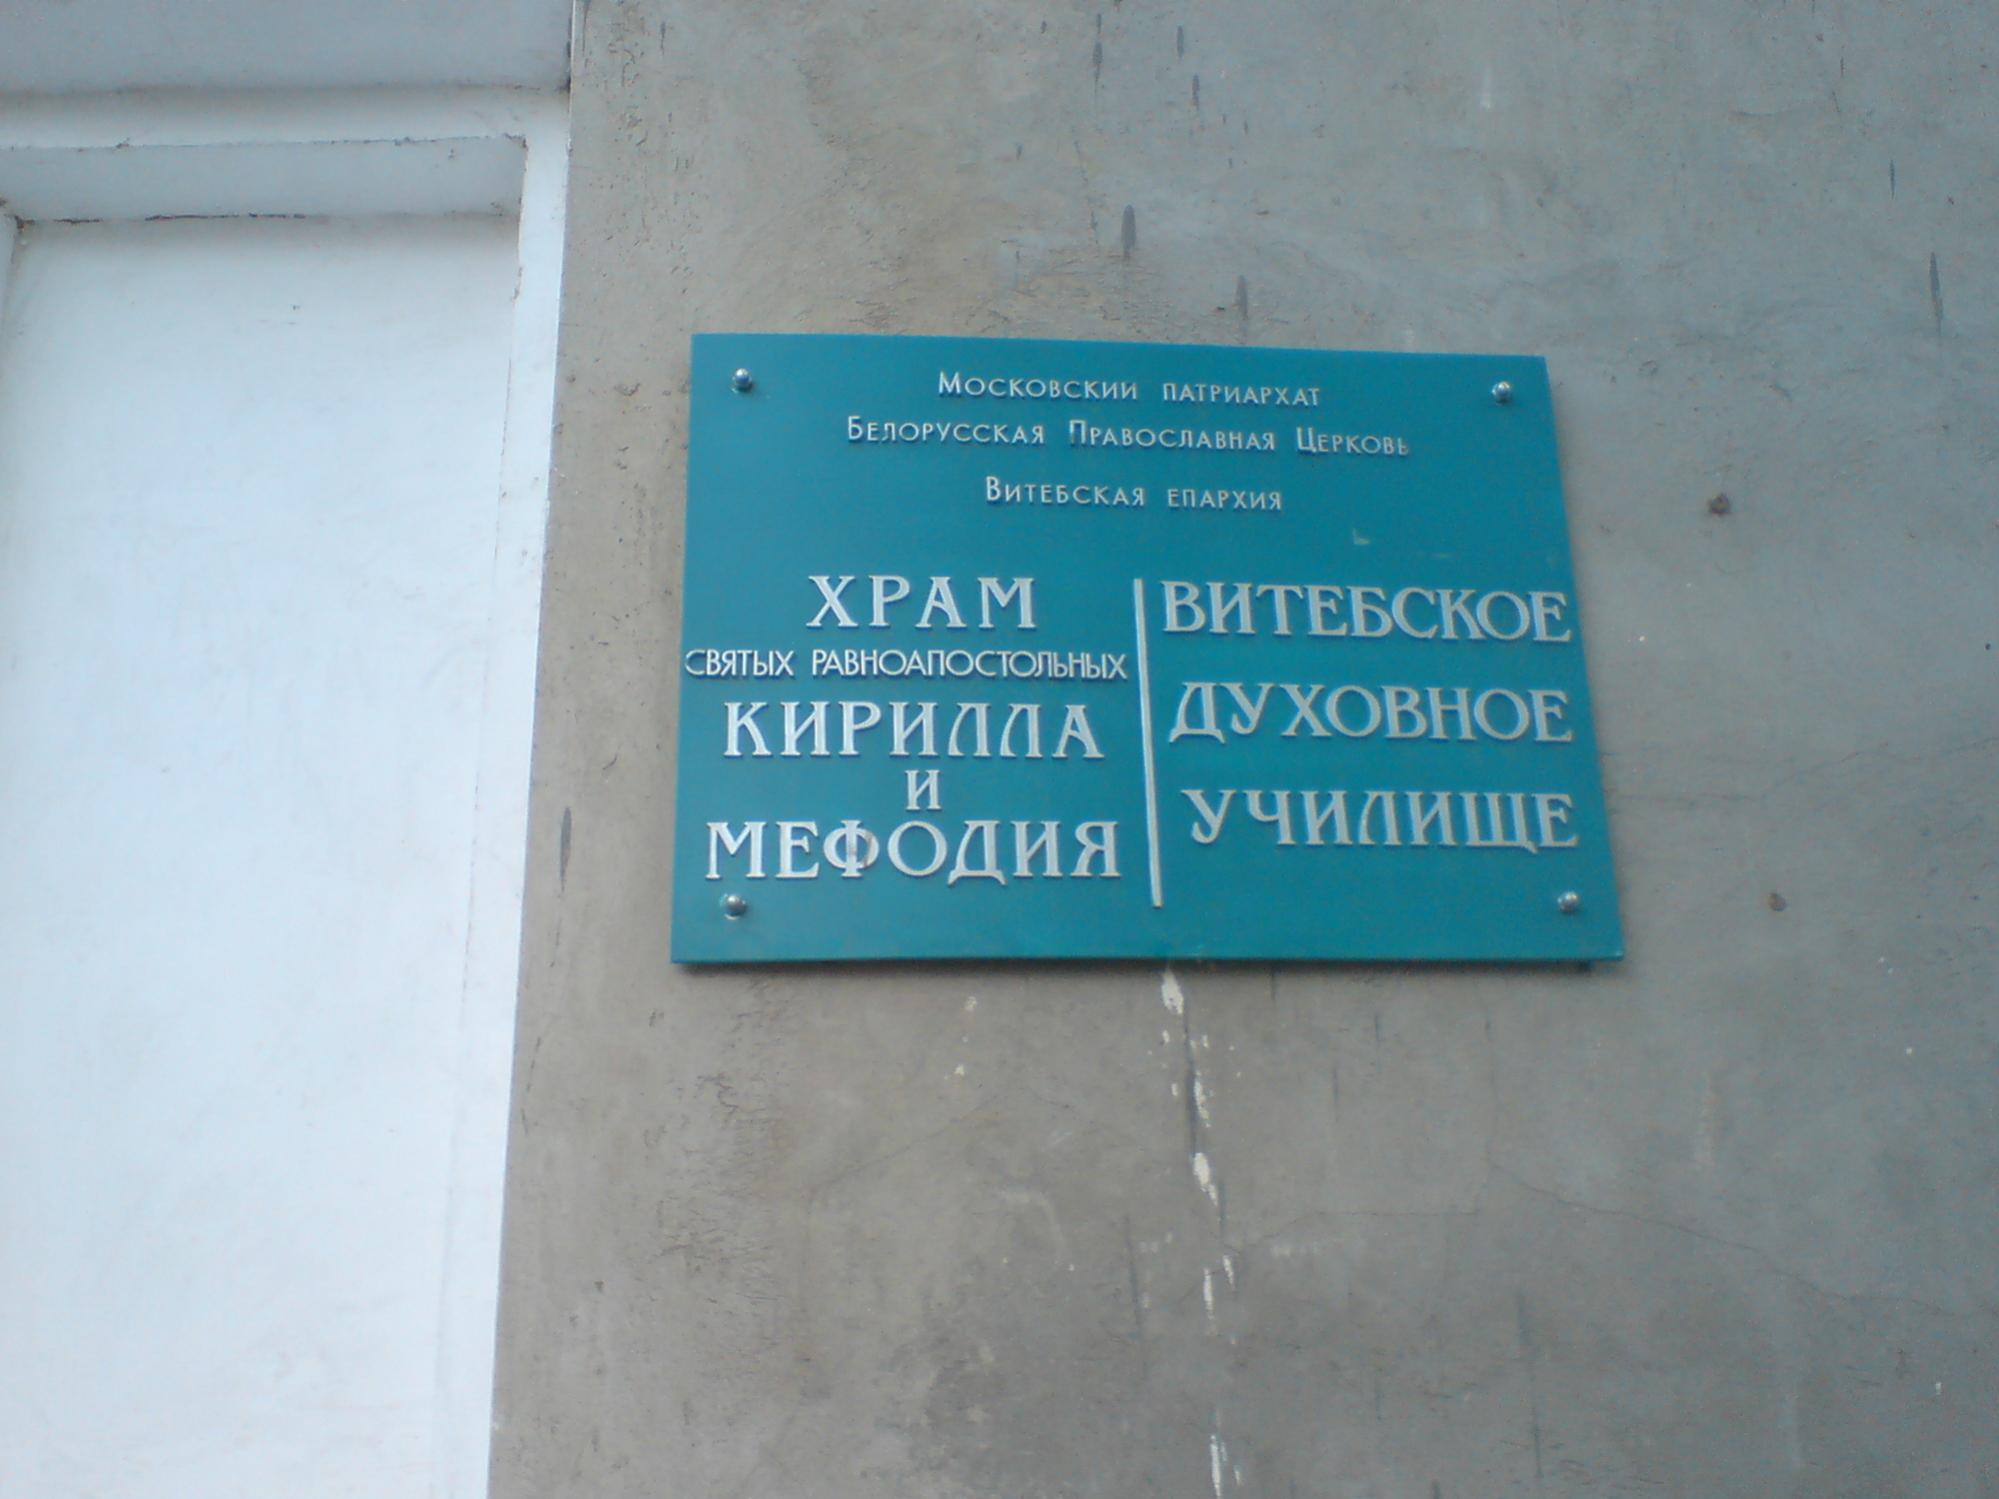 Московский патриархат
Белорусская Православная Церковь
Витебская епархия
ХРАМ
СВЯТЫХ РАВНОАПОСТОЛЬНЫХ
КИРИЛЛА
И
МЕФОДИЯ
ВИТЕБСКОЕ
ДУХОВНОЕ
УЧИЛИЩЕ